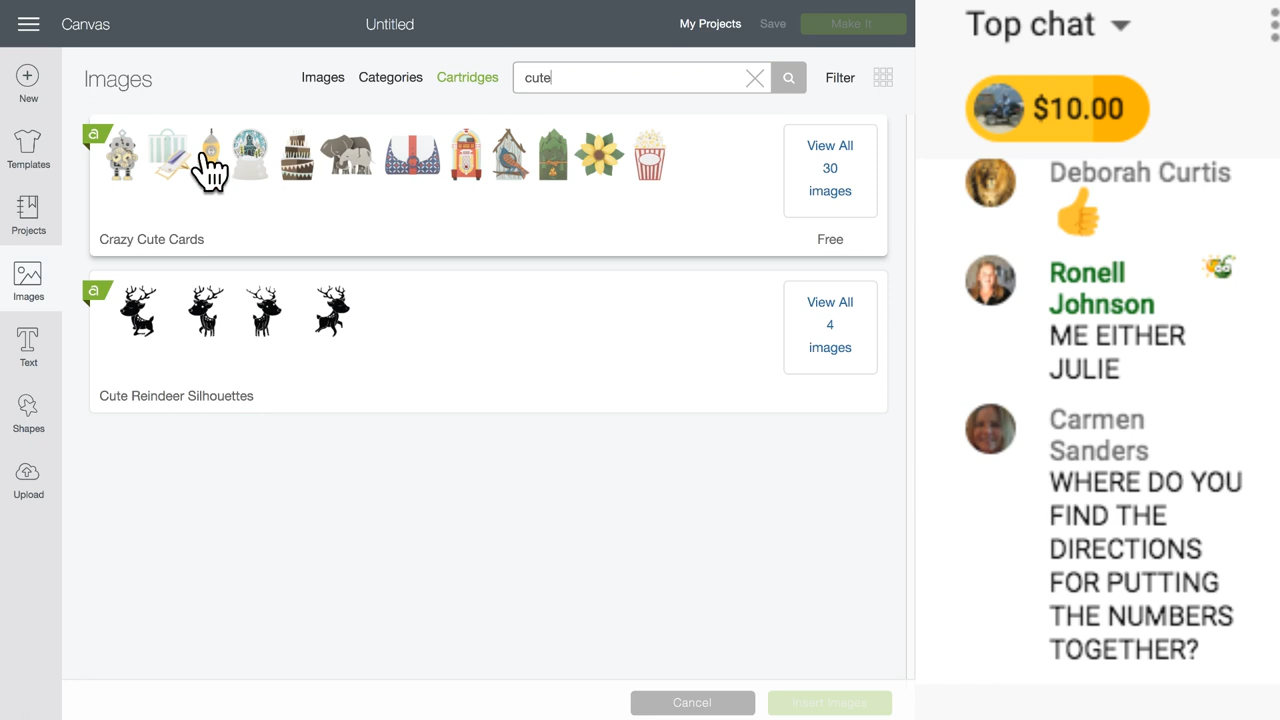 Canvas
Untitled
My Projects
Save
Make It
New
Templates
Projects
Images
Text
Shapes
Upload
Images
Images
Categories
Cartridges
cute
Filter
a
View All
30
images
Crazy Cute Cards
Free
a
View All
4
images
Cute Reindeer Silhouettes
Cancel
Insert Images
Top chat
$10.00
Deborah Curtis
Ronell
Johnson
ME EITHER
JULIE
Carmen
Sanders
WHERE DO YOU
FIND THE
DIRECTIONS
FOR PUTTING
THE NUMBERS
TOGETHER?